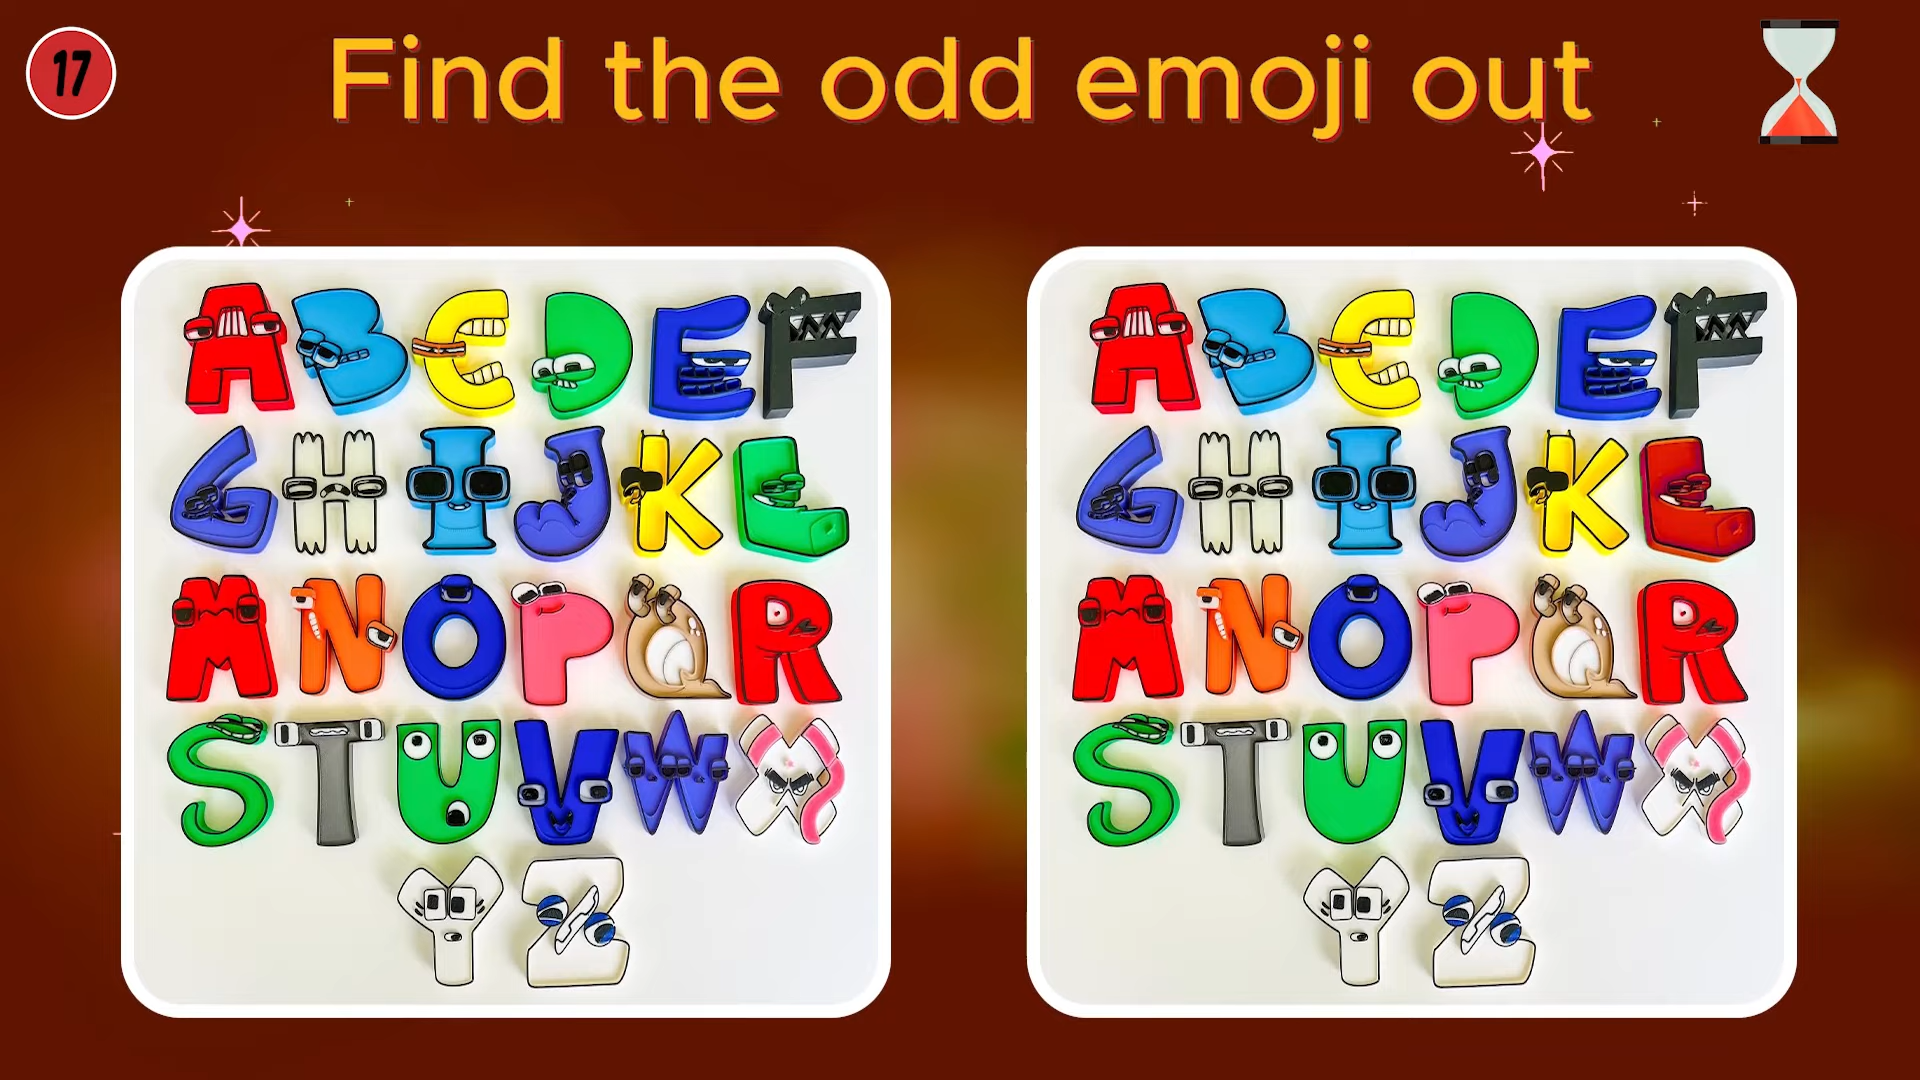 17
Find the odd emoji out
A B C D E F
G H I J K L
M N O P Q R
S T U V W X
Y Z
A B C D E F
G H I J K L
M N O P Q R
S T U V W X
Y Z